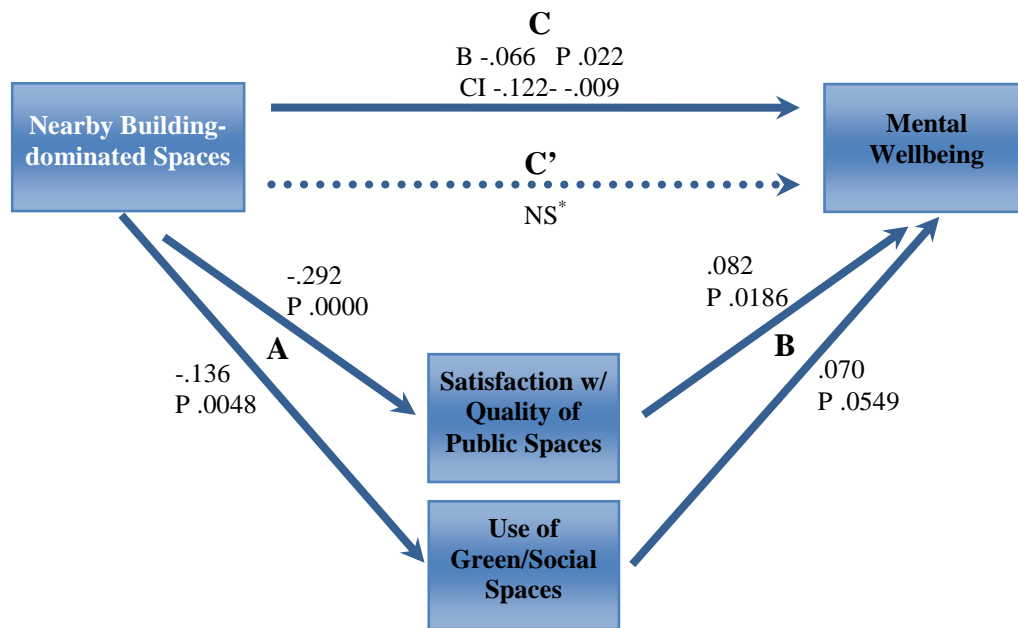 C
B -.066 P .022
CI -.122- -.009
Nearby Building-
dominated Spaces
Mental
Wellbeing
C’
NS*
-.292
P .0000
A
-.136
P .0048
.082
P .0186
B
.070
P .0549
Satisfaction w/
Quality of
Public Spaces
Use of
Green/Social
Spaces